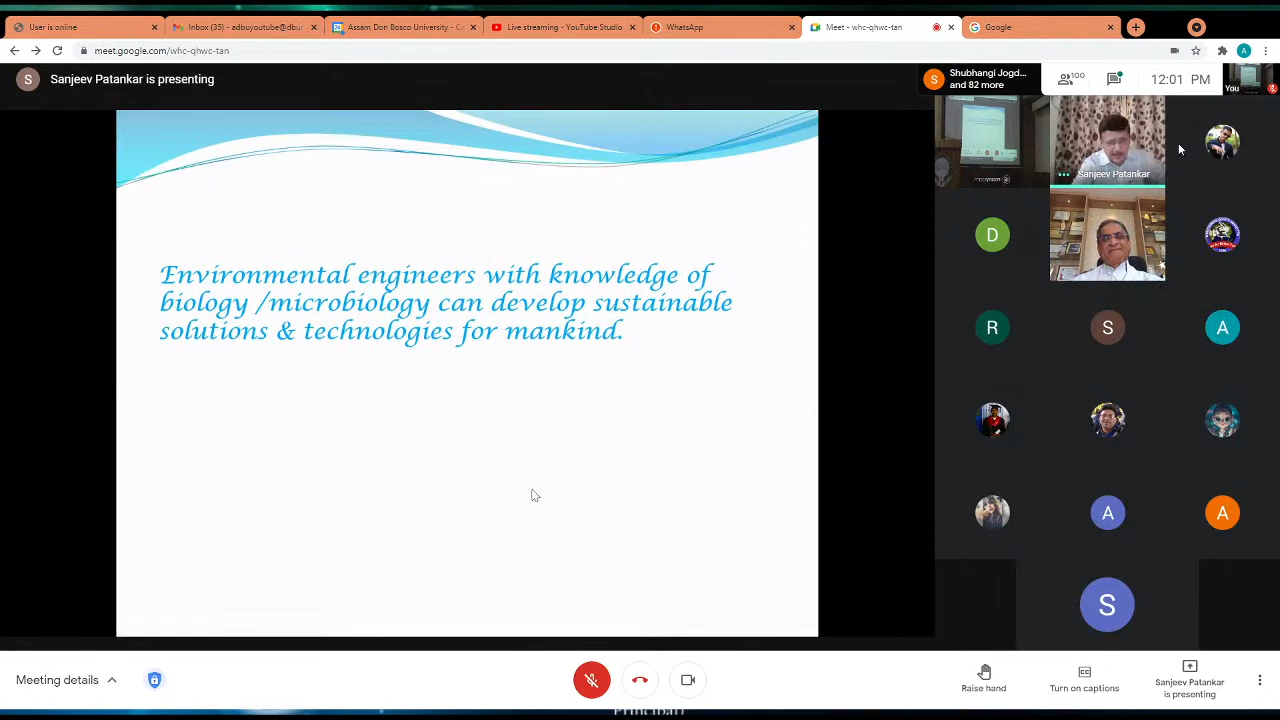 User is online
Inbox (35) - adbuyoutube@dbur
Assam Don Bosco University - Ca
Live streaming - YouTube Studio
WhatsApp
Meet - whc-qhwc-tan
Google
meet.google.com/whc-qhwc-tan
A
S
Sanjeev Patankar is presenting
S
Shubhangi Jogd...
and 82 more
100
12:01 PM
You
Sanjeev Patankar
Environmental engineers with knowledge of
biology /microbiology can develop sustainable
solutions & technologies for mankind.
D
R
S
A
A
A
S
Meeting details
Raise hand
Turn on captions
Sanjeev Patankar
is presenting